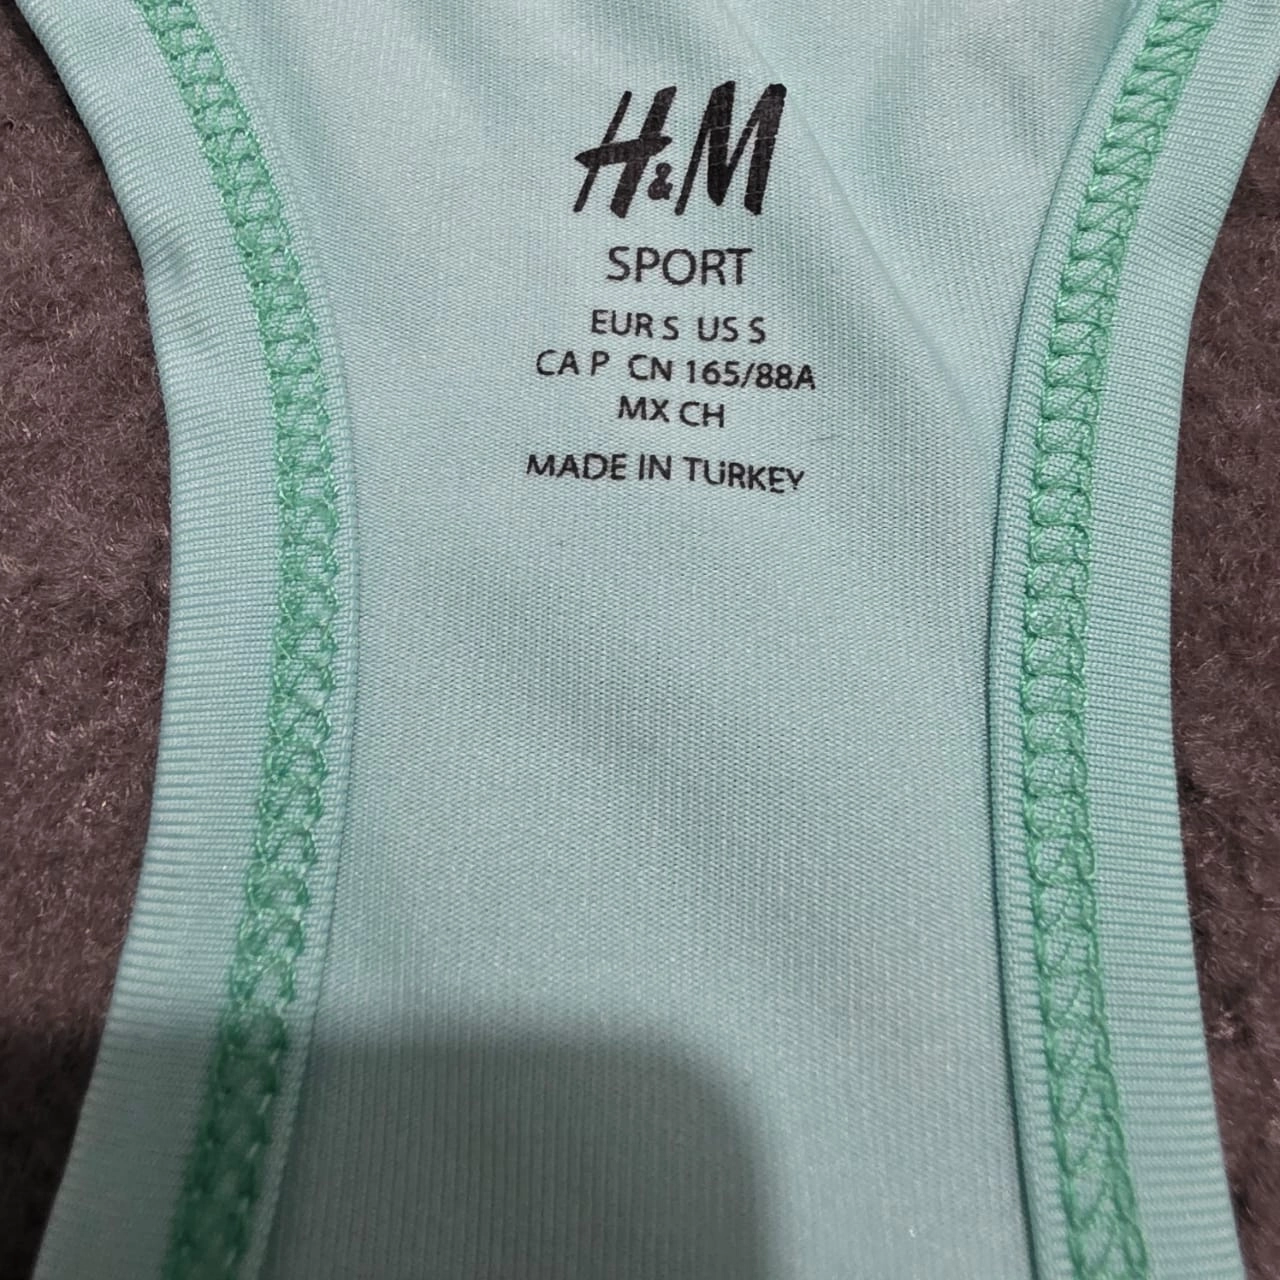 H&M
SPORT
EUR S US S
CA P CN 165/88A
MX CH
MADE IN TURKEY